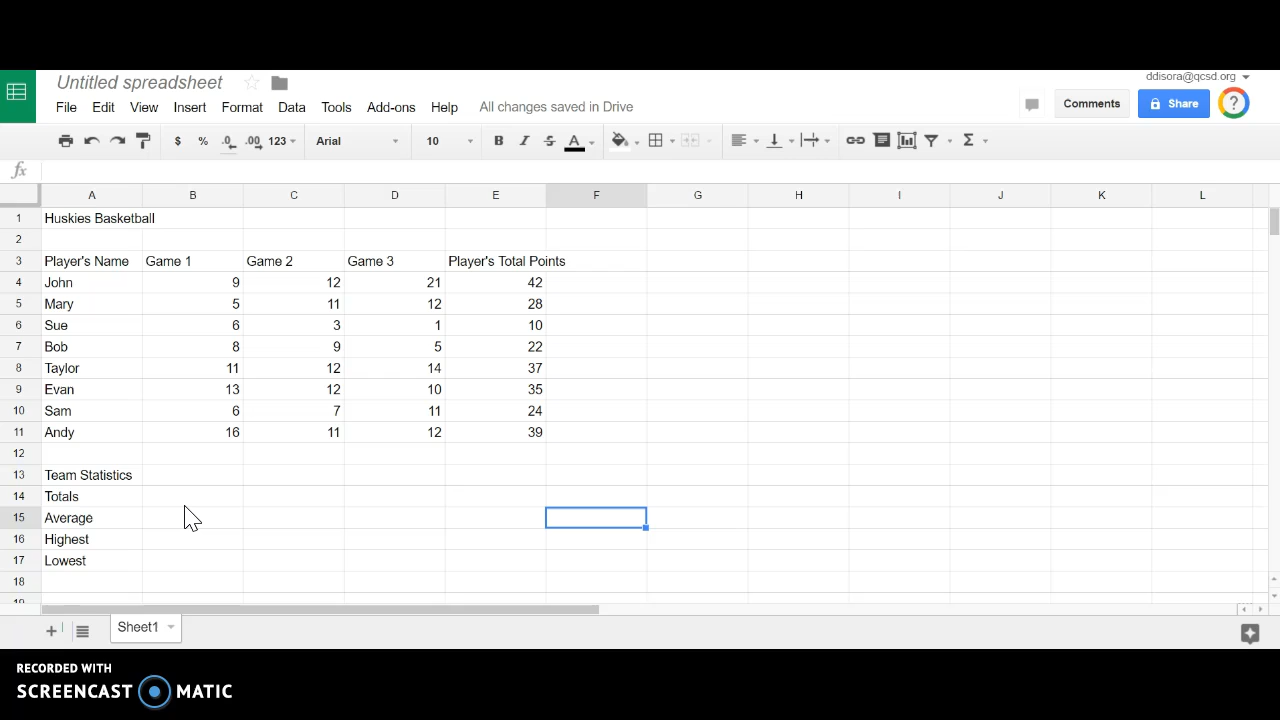 Untitled spreadsheet
ddisora@qcsd.org
File Edit View Insert Format Data Tools Add-ons Help All changes saved in Drive
Comments Share ?
$ % .0 .00 123 Arial 10 B I S A Σ
fx
A B C D E F G H I J K L
1 Huskies Basketball
2
3 Player's Name Game 1 Game 2 Game 3 Player's Total Points
4 John 9 12 21 42
5 Mary 5 11 12 28
6 Sue 6 3 1 10
7 Bob 8 9 5 22
8 Taylor 11 12 14 37
9 Evan 13 12 10 35
10 Sam 6 7 11 24
11 Andy 16 11 12 39
12
13 Team Statistics
14 Totals
15 Average
16 Highest
17 Lowest
18
19
+ Sheet1
RECORDED WITH
SCREENCAST MATIC